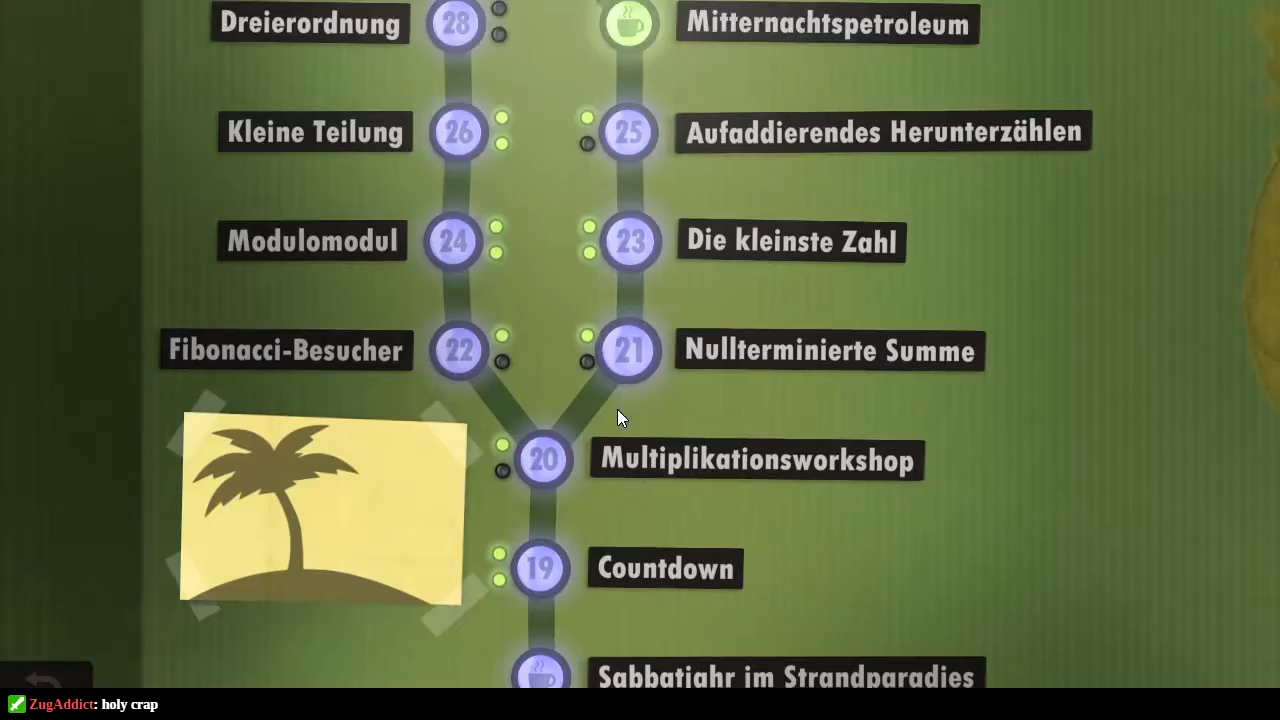 Dreierordnung 28 Mitternachtspetroleum
Kleine Teilung 26 25 Aufaddierendes Herunterzählen
Modulomodul 24 23 Die kleinste Zahl
Fibonacci-Besucher 22 21 Nullterminierte Summe
20 Multiplikationsworkshop
19 Countdown
Sabbatjahr im Strandparadies
ZugAddict: holy crap